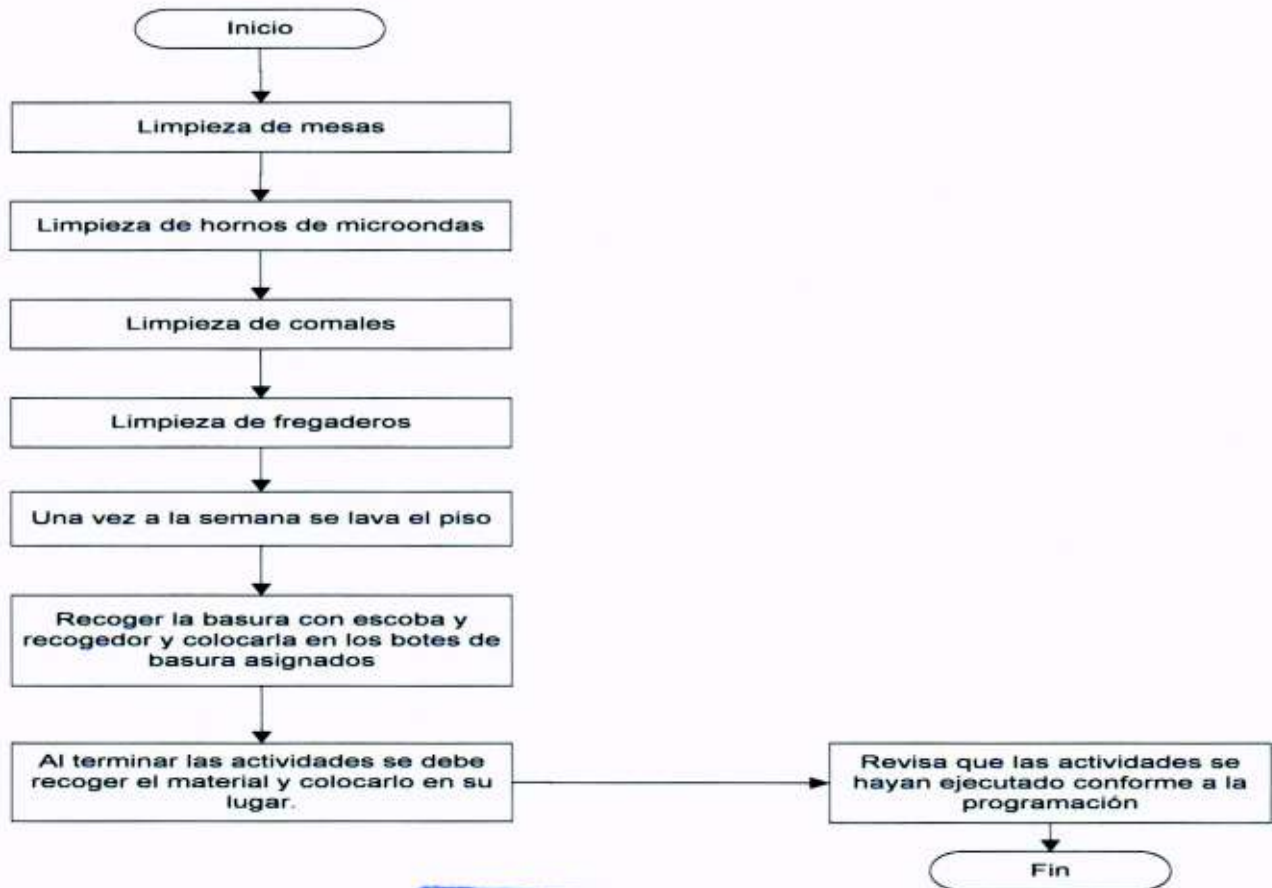 Inicio
Limpieza de mesas
Limpieza de hornos de microondas
Limpieza de comales
Limpieza de fregaderos
Una vez a la semana se lava el piso
Recoger la basura con escoba y
recogedor y colocarla en los botes de
basura asignados
Al terminar las actividades se debe
recoger el material y colocarlo en su
lugar.
Revisa que las actividades se
hayan ejecutado conforme a la
programación
Fin